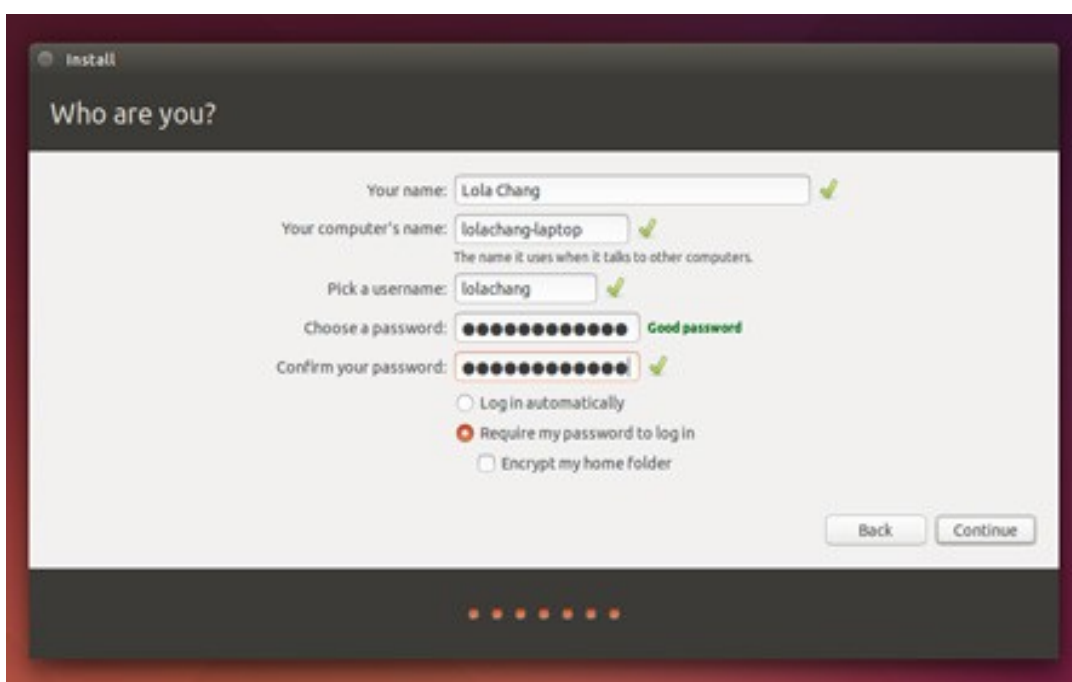 Install
Who are you?
Your name: Lola Chang
Your computer's name: lolachang-laptop
The name it uses when it talks to other computers.
Pick a username: lolachang
Choose a password: ●●●●●●●●●●●● Good password
Confirm your password: ●●●●●●●●●●●●
Log in automatically
Require my password to log in
Encrypt my home folder
Back Continue